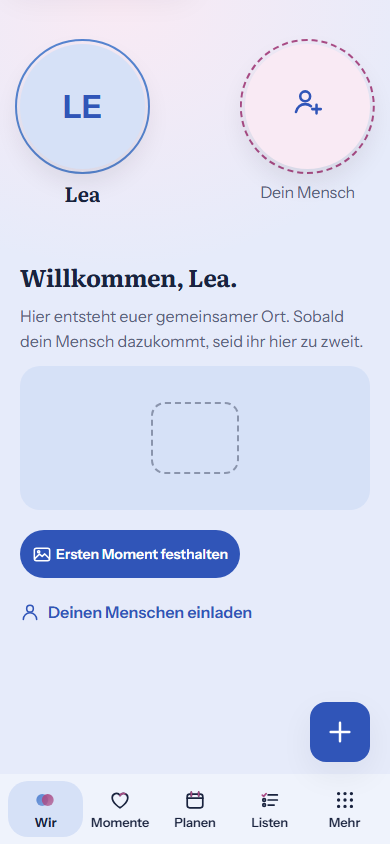 LE
Lea
Dein Mensch
Willkommen, Lea.
Hier entsteht euer gemeinsamer Ort. Sobald
dein Mensch dazukommt, seid ihr hier zu zweit.
Ersten Moment festhalten
Deinen Menschen einladen
Wir
Momente
Planen
Listen
Mehr